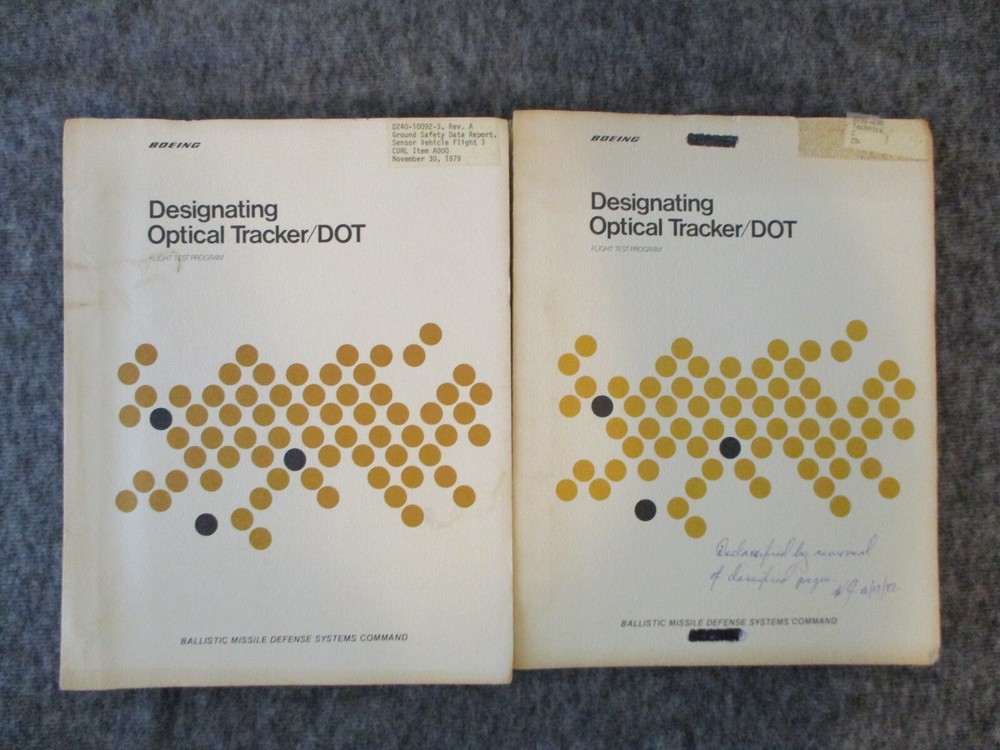 BOEING
D240-10092-3, Rev. A
Ground Safety Data Report,
Sensor Vehicle Flight 3
CDRL Item A00Q
November 30, 1979
Designating
Optical Tracker/DOT
FLIGHT TEST PROGRAM
BALLISTIC MISSILE DEFENSE SYSTEMS COMMAND
BOEING
Technica
Designating
Optical Tracker/DOT
FLIGHT TEST PROGRAM
Declassified by removal
of classified pages.
BALLISTIC MISSILE DEFENSE SYSTEMS COMMAND